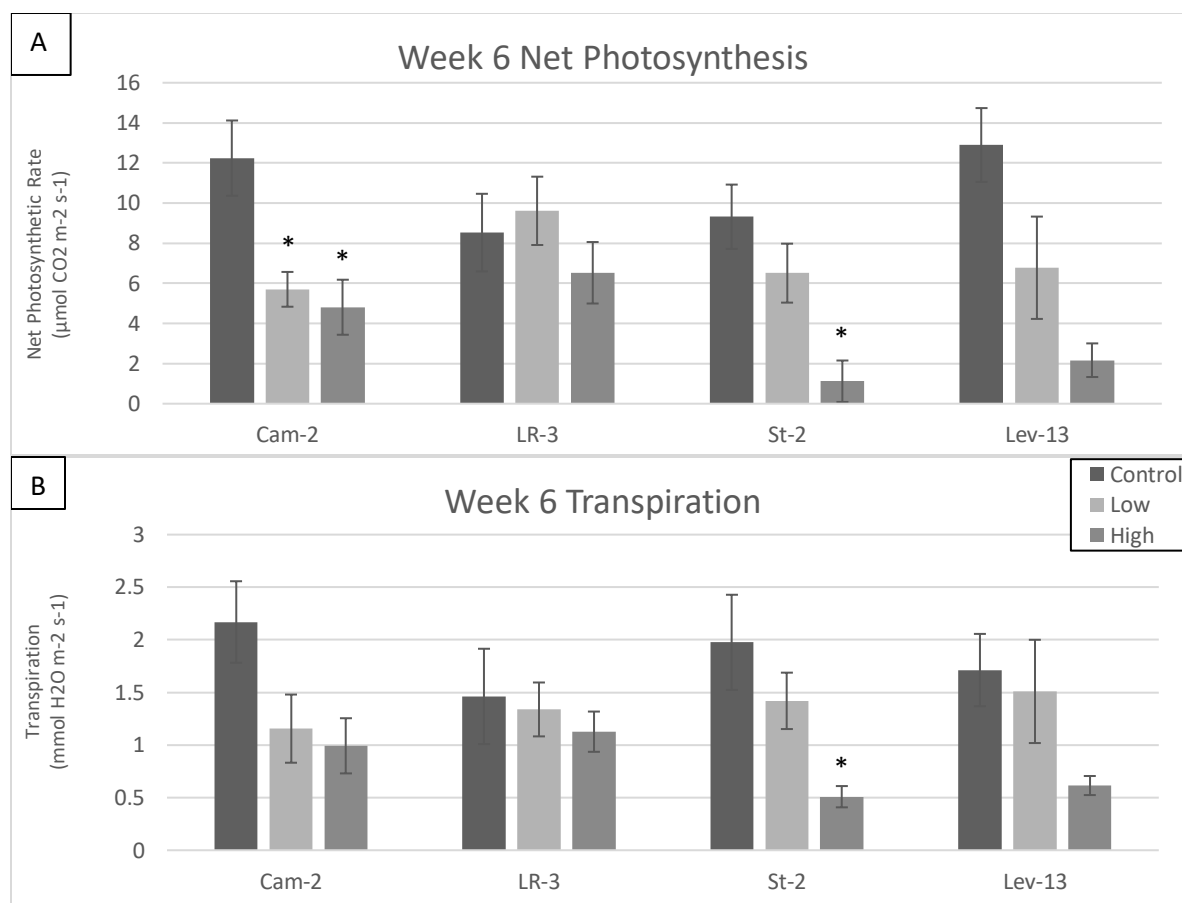 A
Week 6 Net Photosynthesis
Net Photosynthetic Rate
(µmol CO2 m-2 s-1)
16
14
12
10
8
6
4
2
0
*
*
*
Cam-2
LR-3
St-2
Lev-13
B
Week 6 Transpiration
Control
Low
High
Transpiration
(mmol H2O m-2 s-1)
3
2.5
2
1.5
1
0.5
0
*
Cam-2
LR-3
St-2
Lev-13